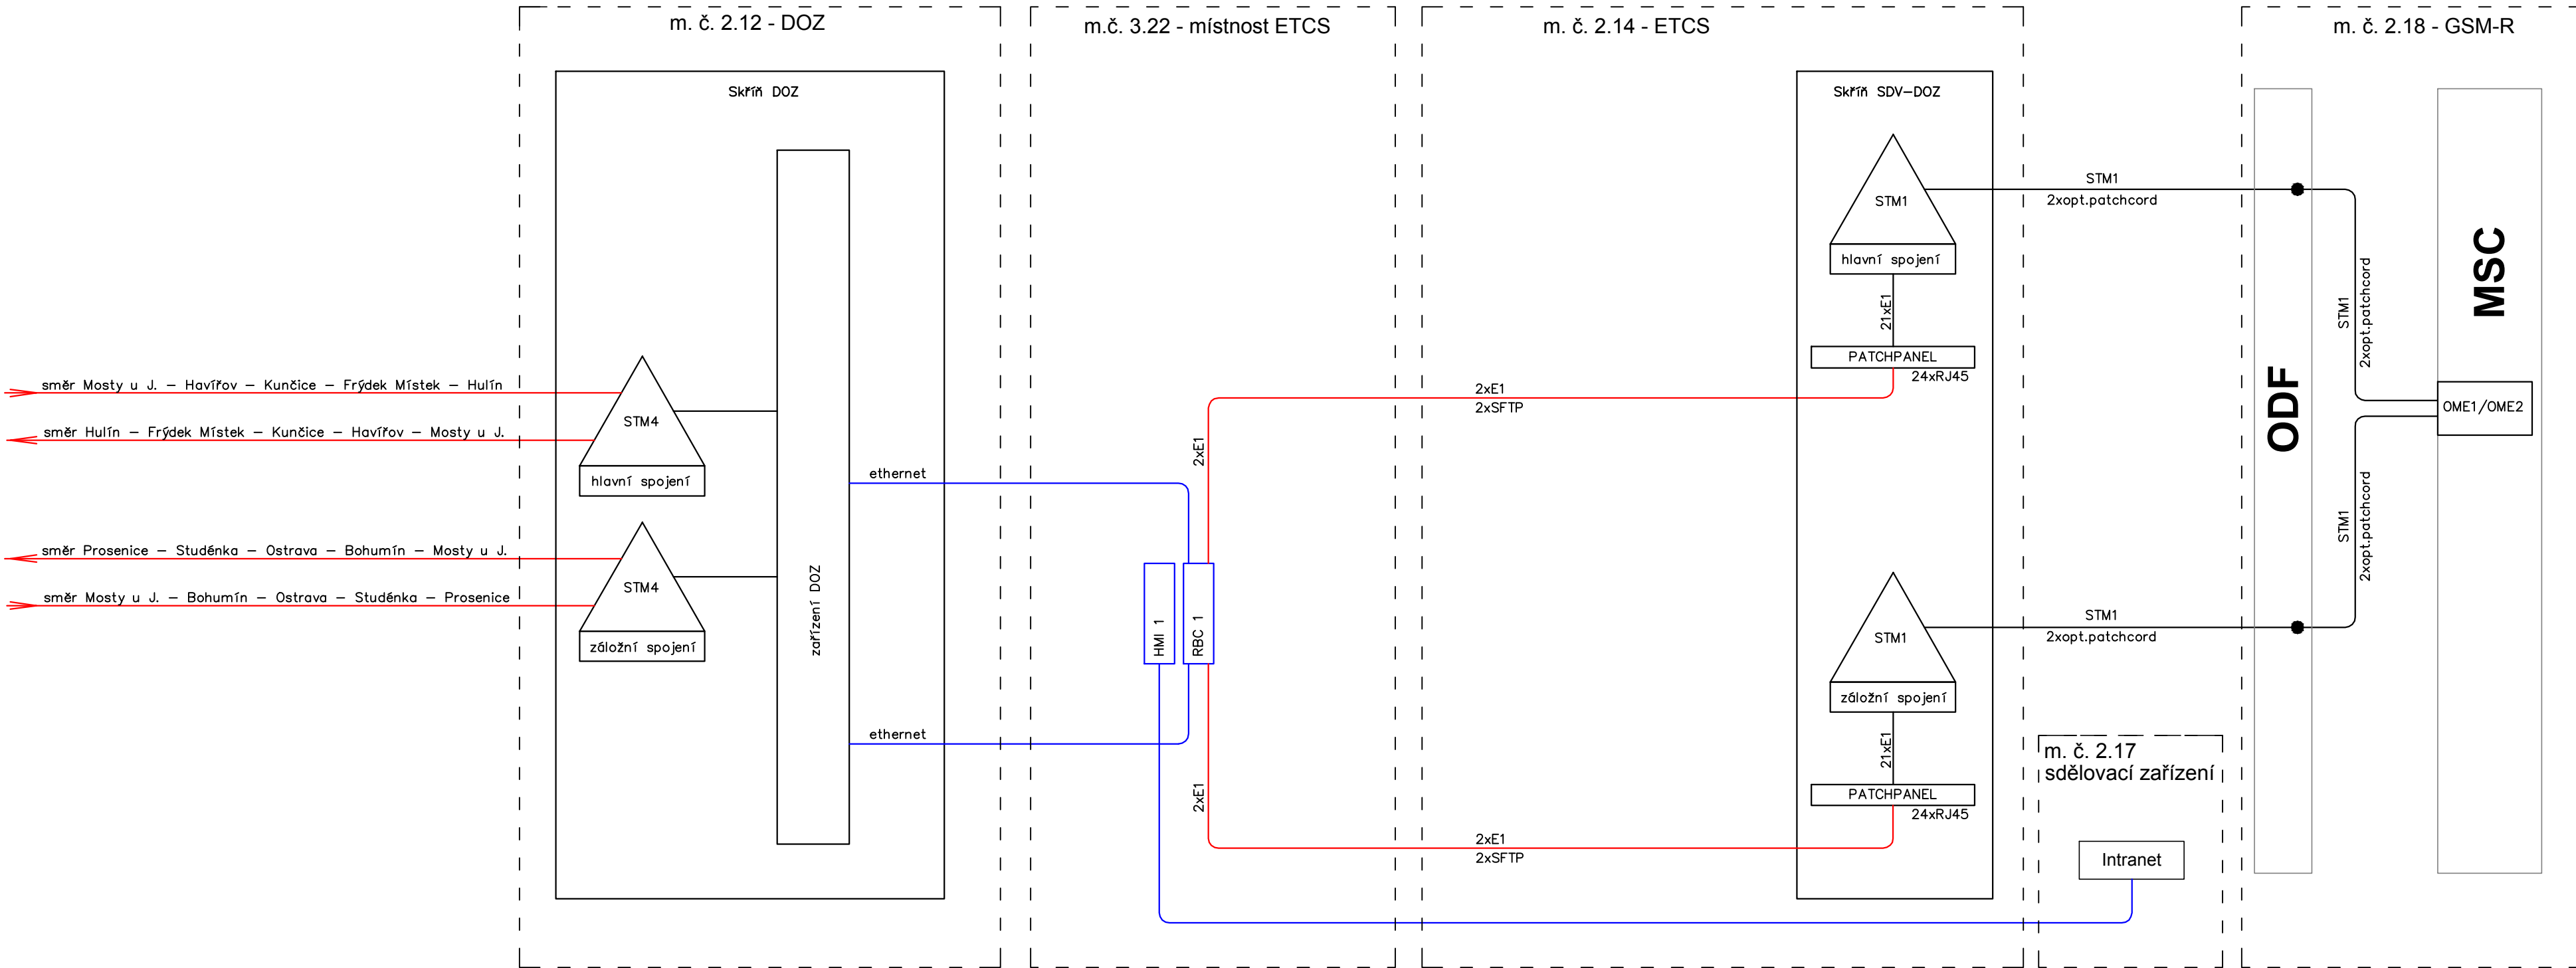 m. č. 2.12 - DOZ
m.č. 3.22 - místnost ETCS
m. č. 2.14 - ETCS
m. č. 2.18 - GSM-R
Skříň DOZ
Skříň SDV-DOZ
STM1
hlavní spojení
21xE1
PATCHPANEL
24xRJ45
STM1
2xopt.patchcord
STM1
2xopt.patchcord
MSC
ODF
OME1/OME2
směr Mosty u J. - Havířov - Kunčice - Frýdek Místek - Hulín
směr Hulín - Frýdek Místek - Kunčice - Havířov - Mosty u J.
STM4
hlavní spojení
ethernet
2xE1
2xE1
2xSFTP
směr Prosenice - Studénka - Ostrava - Bohumín - Mosty u J.
směr Mosty u J. - Bohumín - Ostrava - Studénka - Prosenice
STM4
záložní spojení
zařízení DOZ
HMI 1
RBC 1
STM1
záložní spojení
21xE1
PATCHPANEL
24xRJ45
STM1
2xopt.patchcord
STM1
2xopt.patchcord
ethernet
2xE1
2xE1
2xSFTP
m. č. 2.17
sdělovací zařízení
Intranet